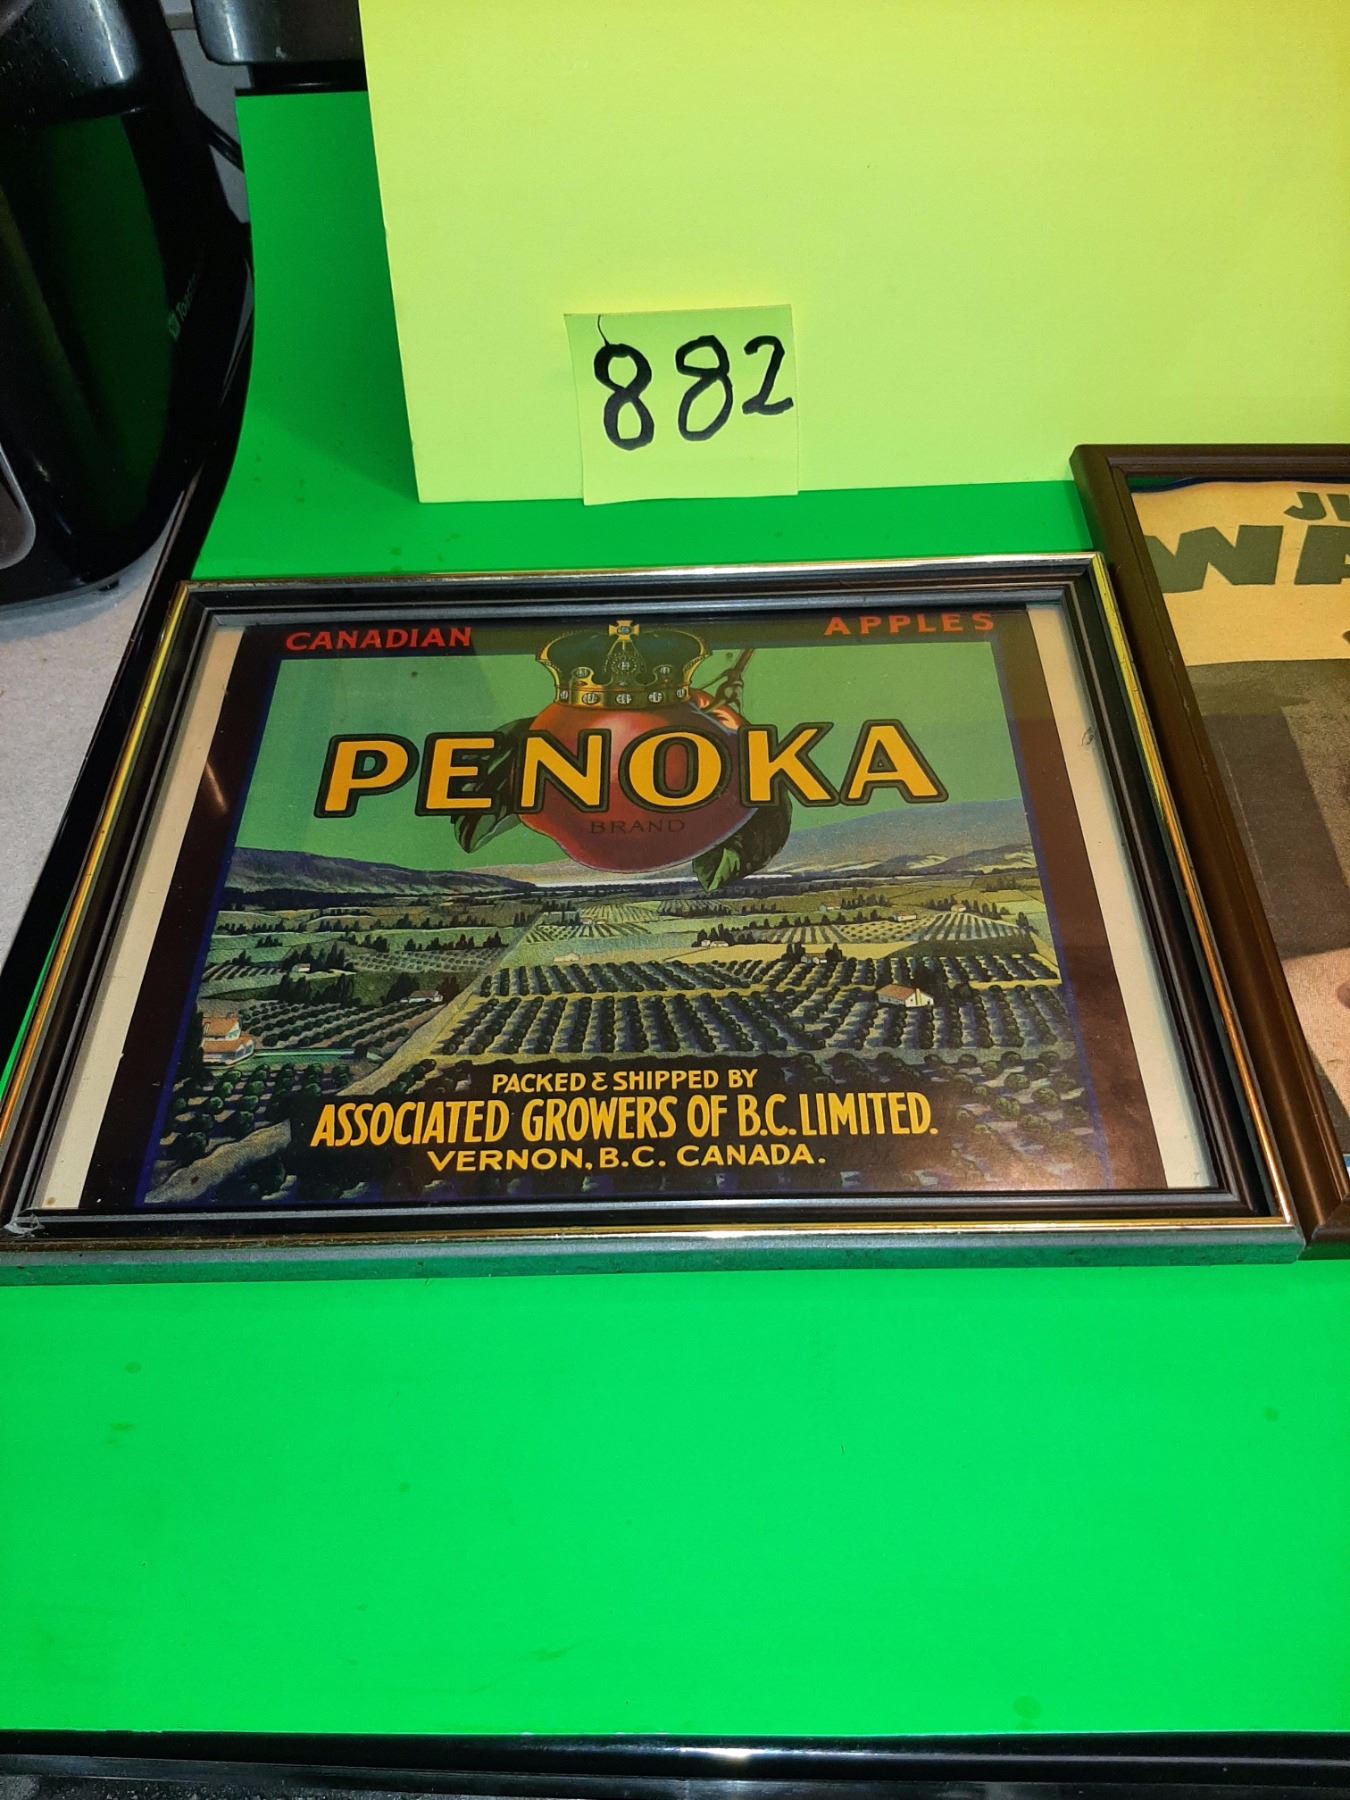 882
CANADIAN APPLES
PENOKA
BRAND
PACKED & SHIPPED BY
ASSOCIATED GROWERS OF B.C. LIMITED.
VERNON, B.C. CANADA.